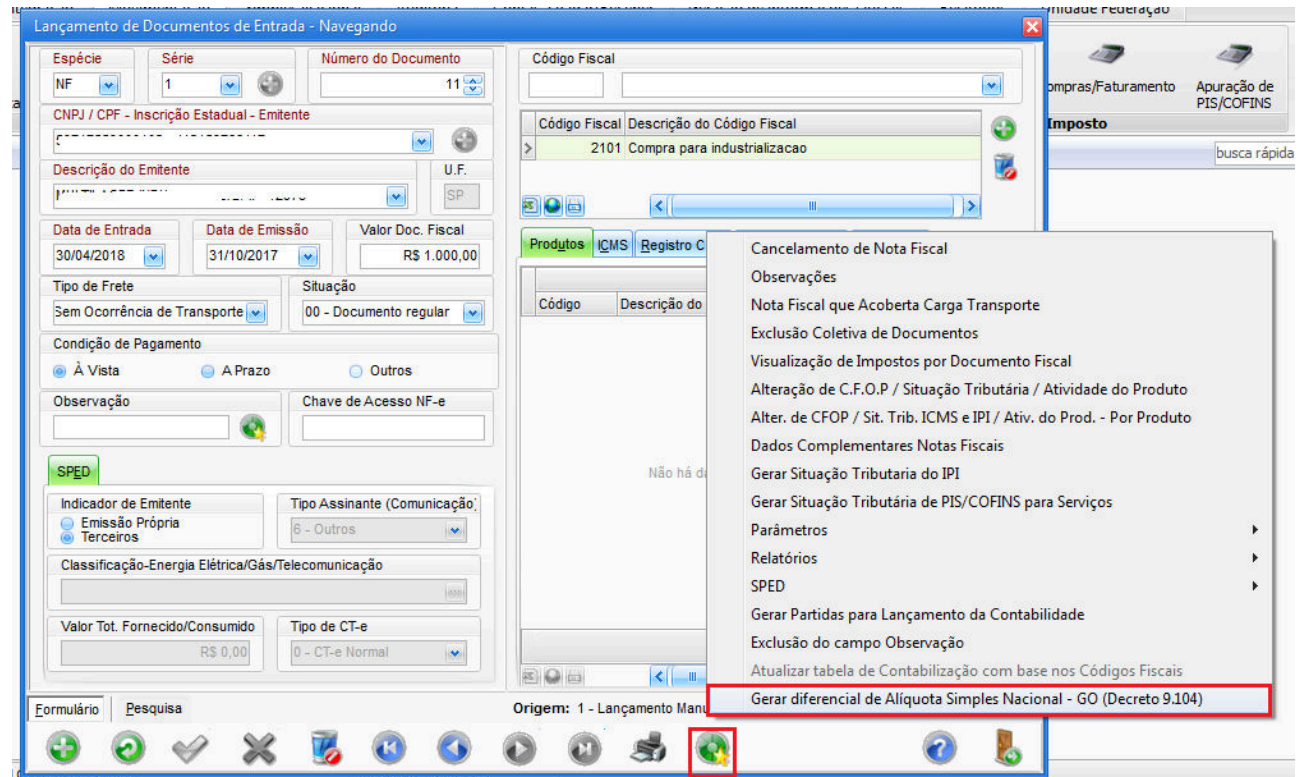 Unidade Federação
Lançamento de Documentos de Entrada - Navegando
Espécie Série Número do Documento
NF 1 11
CNPJ / CPF - Inscrição Estadual - Emitente
Descrição do Emitente U.F.
SP
Data de Entrada Data de Emissão Valor Doc. Fiscal
30/04/2018 31/10/2017 R$ 1.000,00
Tipo de Frete Situação
Sem Ocorrência de Transporte 00 - Documento regular
Condição de Pagamento
À Vista A Prazo Outros
Observação Chave de Acesso NF-e
SPED
Indicador de Emitente Tipo Assinante (Comunicação)
Emissão Própria
Terceiros
6 - Outros
Classificação-Energia Elétrica/Gás/Telecomunicação
Valor Tot. Fornecido/Consumido Tipo de CT-e
R$ 0,00 0 - CT-e Normal
Formulário Pesquisa
Código Fiscal
Código Fiscal Descrição do Código Fiscal
2101 Compra para industrializacao
Produtos ICMS Registro C
Código Descrição do
Não há da
Origem: 1 - Lançamento Manu
Cancelamento de Nota Fiscal
Observações
Nota Fiscal que Acoberta Carga Transporte
Exclusão Coletiva de Documentos
Visualização de Impostos por Documento Fiscal
Alteração de C.F.O.P / Situação Tributária / Atividade do Produto
Alter. de CFOP / Sit. Trib. ICMS e IPI / Ativ. do Prod. - Por Produto
Dados Complementares Notas Fiscais
Gerar Situação Tributaria do IPI
Gerar Situação Tributária de PIS/COFINS para Serviços
Parâmetros
Relatórios
SPED
Gerar Partidas para Lançamento da Contabilidade
Exclusão do campo Observação
Atualizar tabela de Contabilização com base nos Códigos Fiscais
Gerar diferencial de Alíquota Simples Nacional - GO (Decreto 9.104)
ompras/Faturamento Apuração de
PIS/COFINS
Imposto
busca rápida